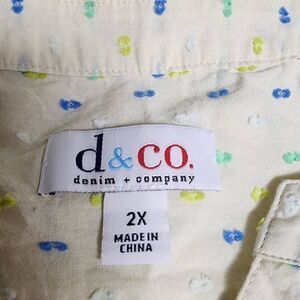 d&co.
denim + company
2X
MADE IN
CHINA